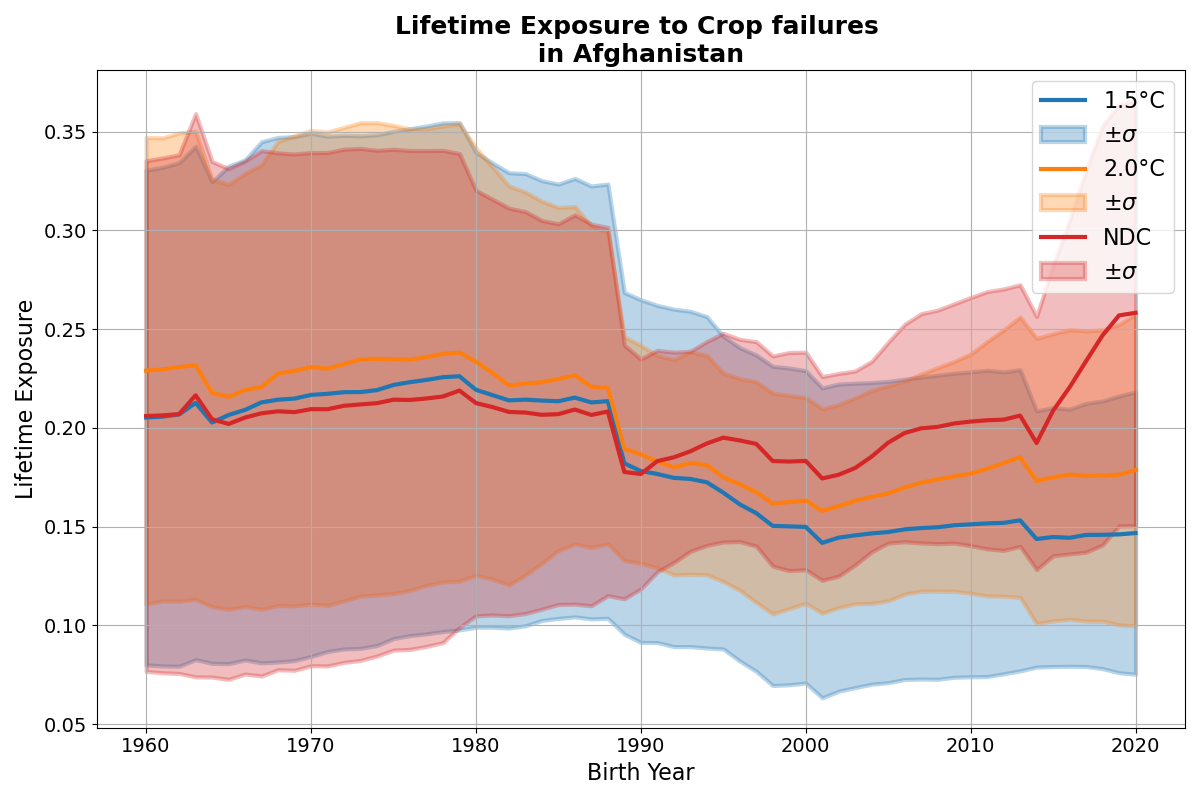 Lifetime Exposure to Crop failures
in Afghanistan
Lifetime Exposure
0.35
0.30
0.25
0.20
0.15
0.10
0.05
1.5°C
±σ
2.0°C
±σ
NDC
±σ
1960 1970 1980 1990 2000 2010 2020
Birth Year